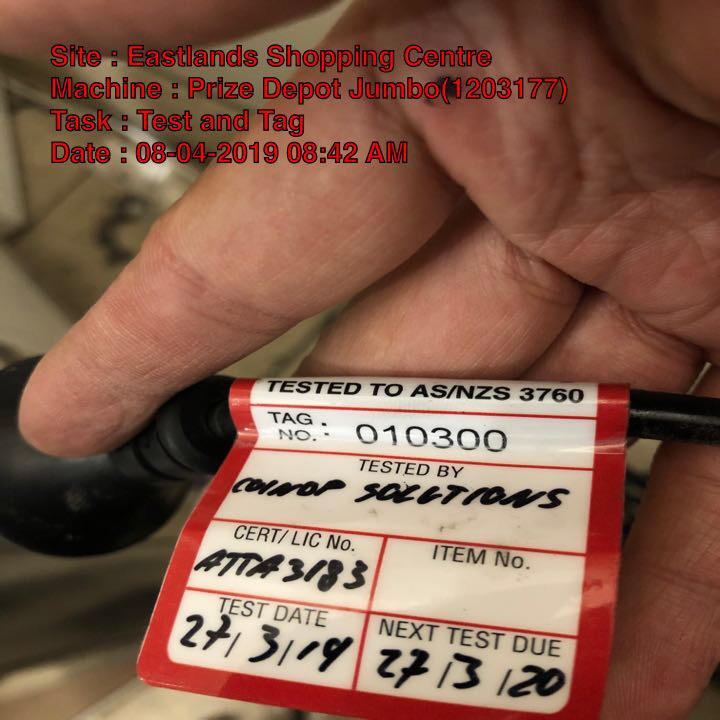 Site : Eastlands Shopping Centre
Machine : Prize Depot Jumbo(1203177)
Task : Test and Tag
Date : 08-04-2019 08:42 AM
TESTED TO AS/NZS 3760
TAG NO. : 010300
TESTED BY
COINOP SOLUTIONS
CERT/ LIC No.
ATTA3183
ITEM No.
TEST DATE
27/3/19
NEXT TEST DUE
27/3/20